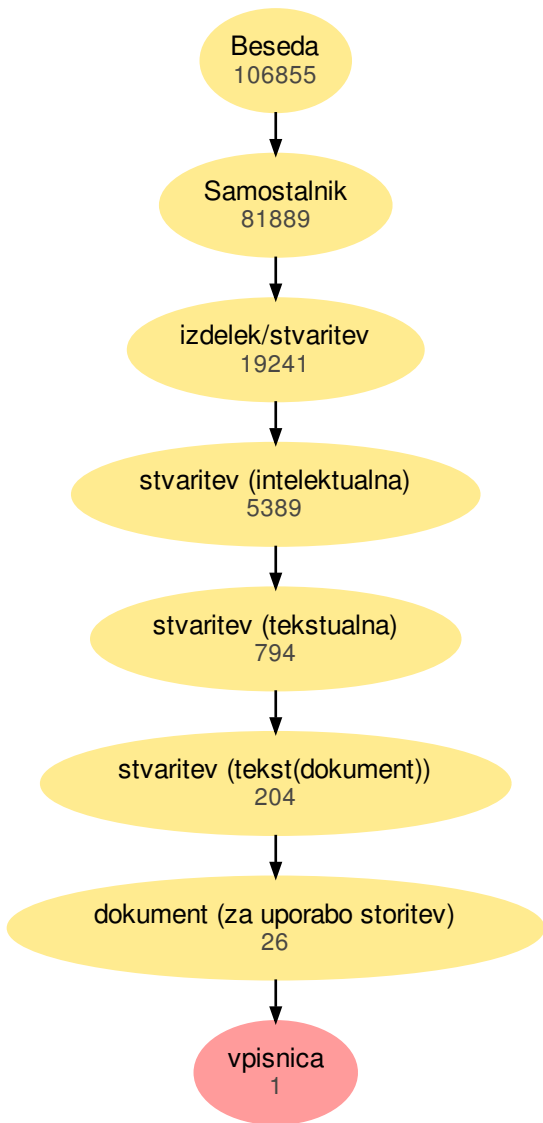 Beseda
106855
Samostalnik
81889
izdelek/stvaritev
19241
stvaritev (intelektualna)
5389
stvaritev (tekstualna)
794
stvaritev (tekst(dokument))
204
dokument (za uporabo storitev)
26
vpisnica
1